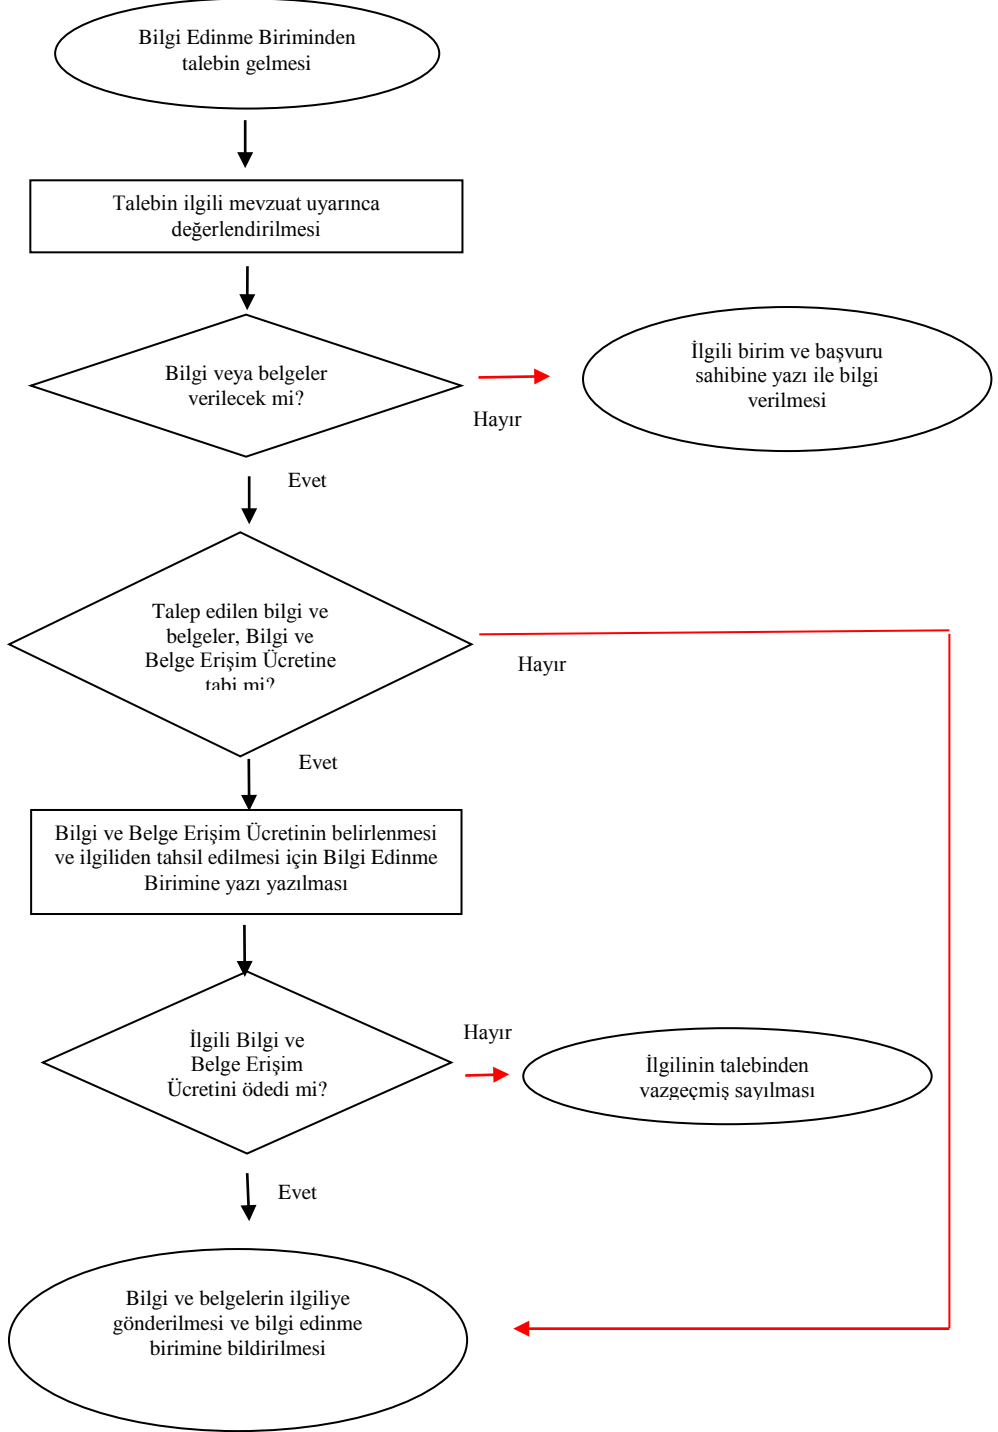 Bilgi Edinme Biriminden
talebin gelmesi
Talebin ilgili mevzuat uyarınca
değerlendirilmesi
Bilgi veya belgeler
verilecek mi?
Hayır
İlgili birim ve başvuru
sahibine yazı ile bilgi
verilmesi
Evet
Talep edilen bilgi ve
belgeler, Bilgi ve
Belge Erişim Ücretine
tabi mi?
Hayır
Evet
Bilgi ve Belge Erişim Ücretinin belirlenmesi
ve ilgiliden tahsil edilmesi için Bilgi Edinme
Birimine yazı yazılması
İlgili Bilgi ve
Belge Erişim
Ücretini ödedi mi?
Hayır
İlgilinin talebinden
vazgeçmiş sayılması
Evet
Bilgi ve belgelerin ilgiliye
gönderilmesi ve bilgi edinme
birimine bildirilmesi